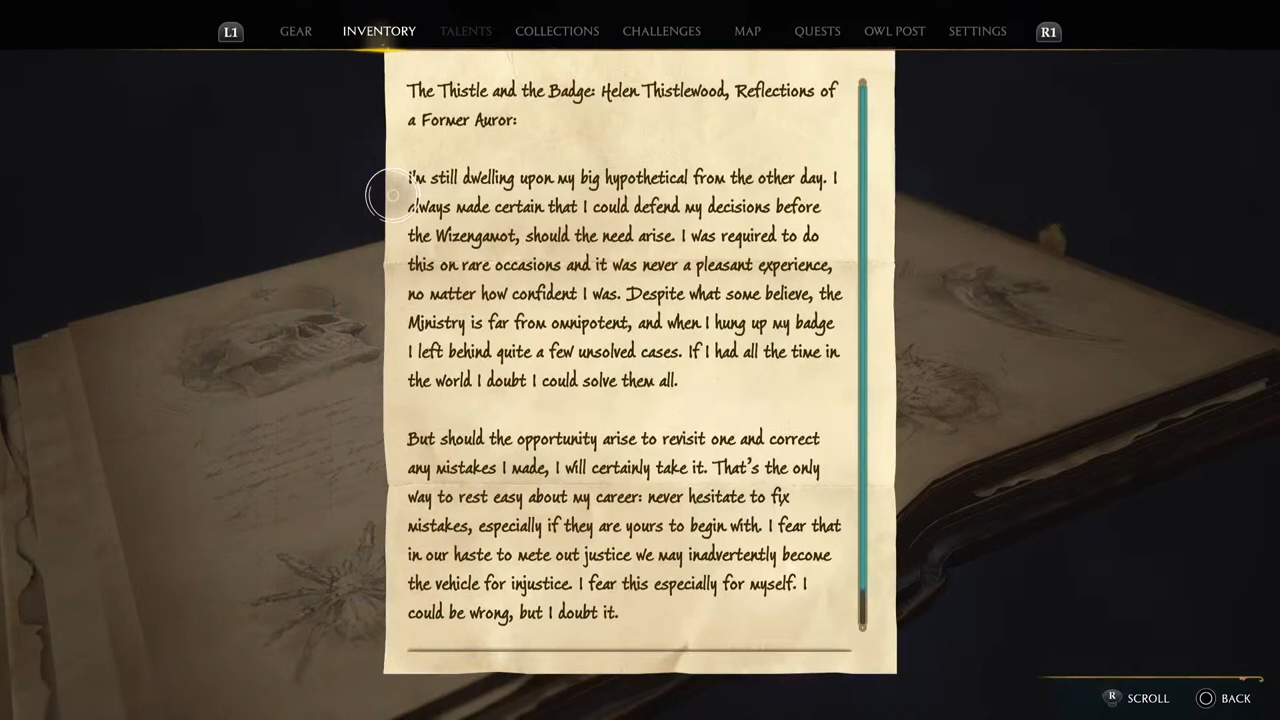 L1 GEAR INVENTORY TALENTS COLLECTIONS CHALLENGES MAP QUESTS OWL POST SETTINGS R1
The Thistle and the Badge: Helen Thistlewood, Reflections of
a Former Auror:
I'm still dwelling upon my big hypothetical from the other day. I
always made certain that I could defend my decisions before
the Wizengamot, should the need arise. I was required to do
this on rare occasions and it was never a pleasant experience,
no matter how confident I was. Despite what some believe, the
Ministry is far from omnipotent, and when I hung up my badge
I left behind quite a few unsolved cases. If I had all the time in
the world I doubt I could solve them all.
But should the opportunity arise to revisit one and correct
any mistakes I made, I will certainly take it. That's the only
way to rest easy about my career: never hesitate to fix
mistakes, especially if they are yours to begin with. I fear that
in our haste to mete out justice we may inadvertently become
the vehicle for injustice. I fear this especially for myself. I
could be wrong, but I doubt it.
R SCROLL BACK